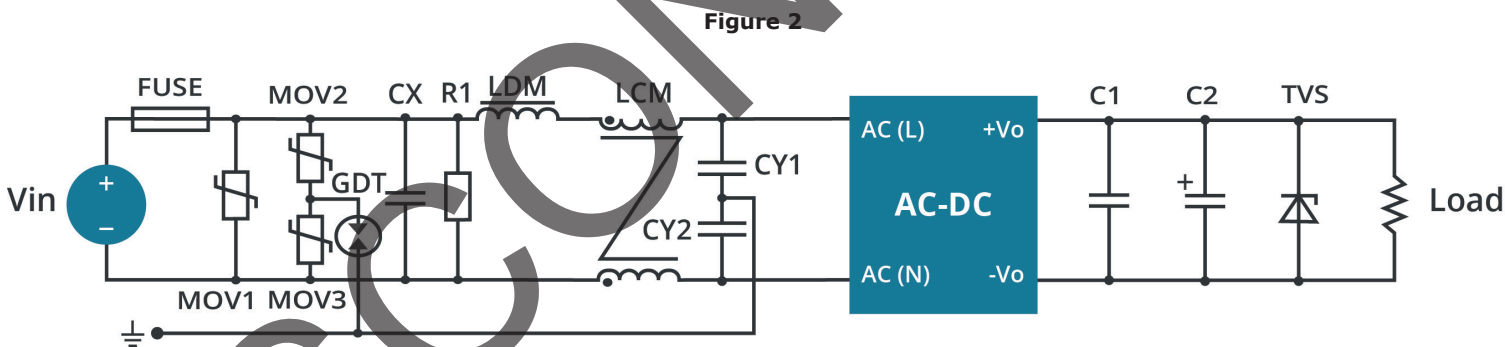 Figure 2
FUSE
MOV2
CX
R1
LDM
LCM
C1
C2
TVS
AC (L)
+Vo
CY1
GDT
+
Vin
−
+
AC-DC
Load
CY2
AC (N)
-Vo
MOV1
MOV3